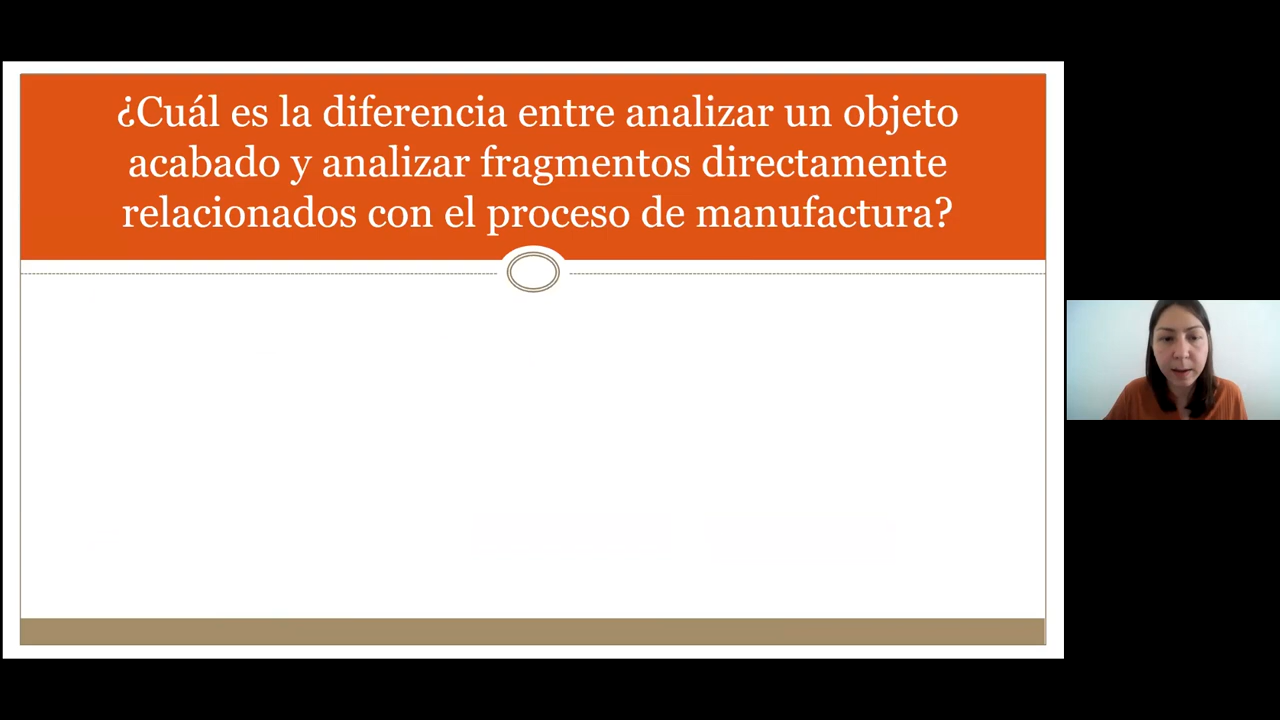 ¿Cuál es la diferencia entre analizar un objeto
acabado y analizar fragmentos directamente
relacionados con el proceso de manufactura?